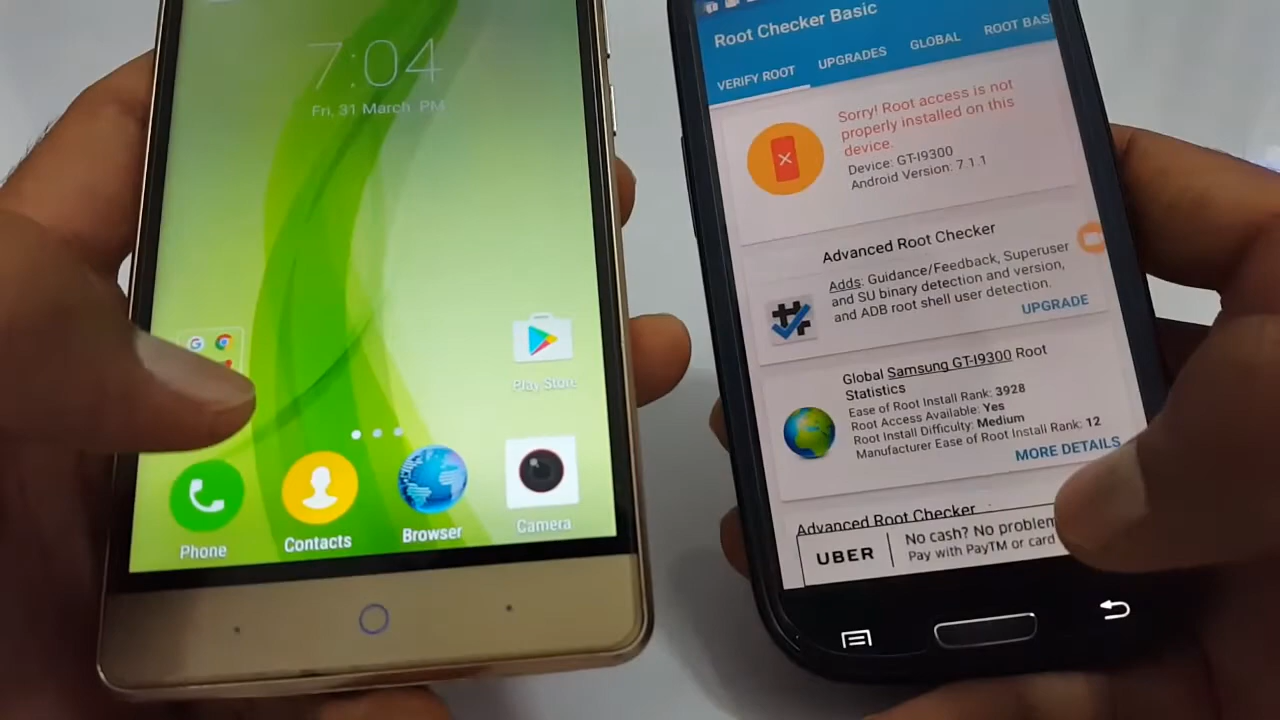 7:04
Fri, 31 March PM
Play Store
Phone
Contacts
Browser
Camera
Root Checker Basic
VERIFY ROOT
UPGRADES
GLOBAL
ROOT BAS
Sorry! Root access is not
properly installed on this
device.
Device: GT-I9300
Android Version: 7.1.1
Advanced Root Checker
Adds: Guidance/Feedback, Superuser
and SU binary detection and version,
and ADB root shell user detection.
UPGRADE
Global Samsung GT-I9300 Root
Statistics
Ease of Root Install Rank: 3928
Root Access Available: Yes
Root Install Difficulty: Medium
Manufacturer Ease of Root Install Rank: 12
MORE DETAILS
Advanced Root Checker
UBER
No cash? No problem
Pay with PayTM or card